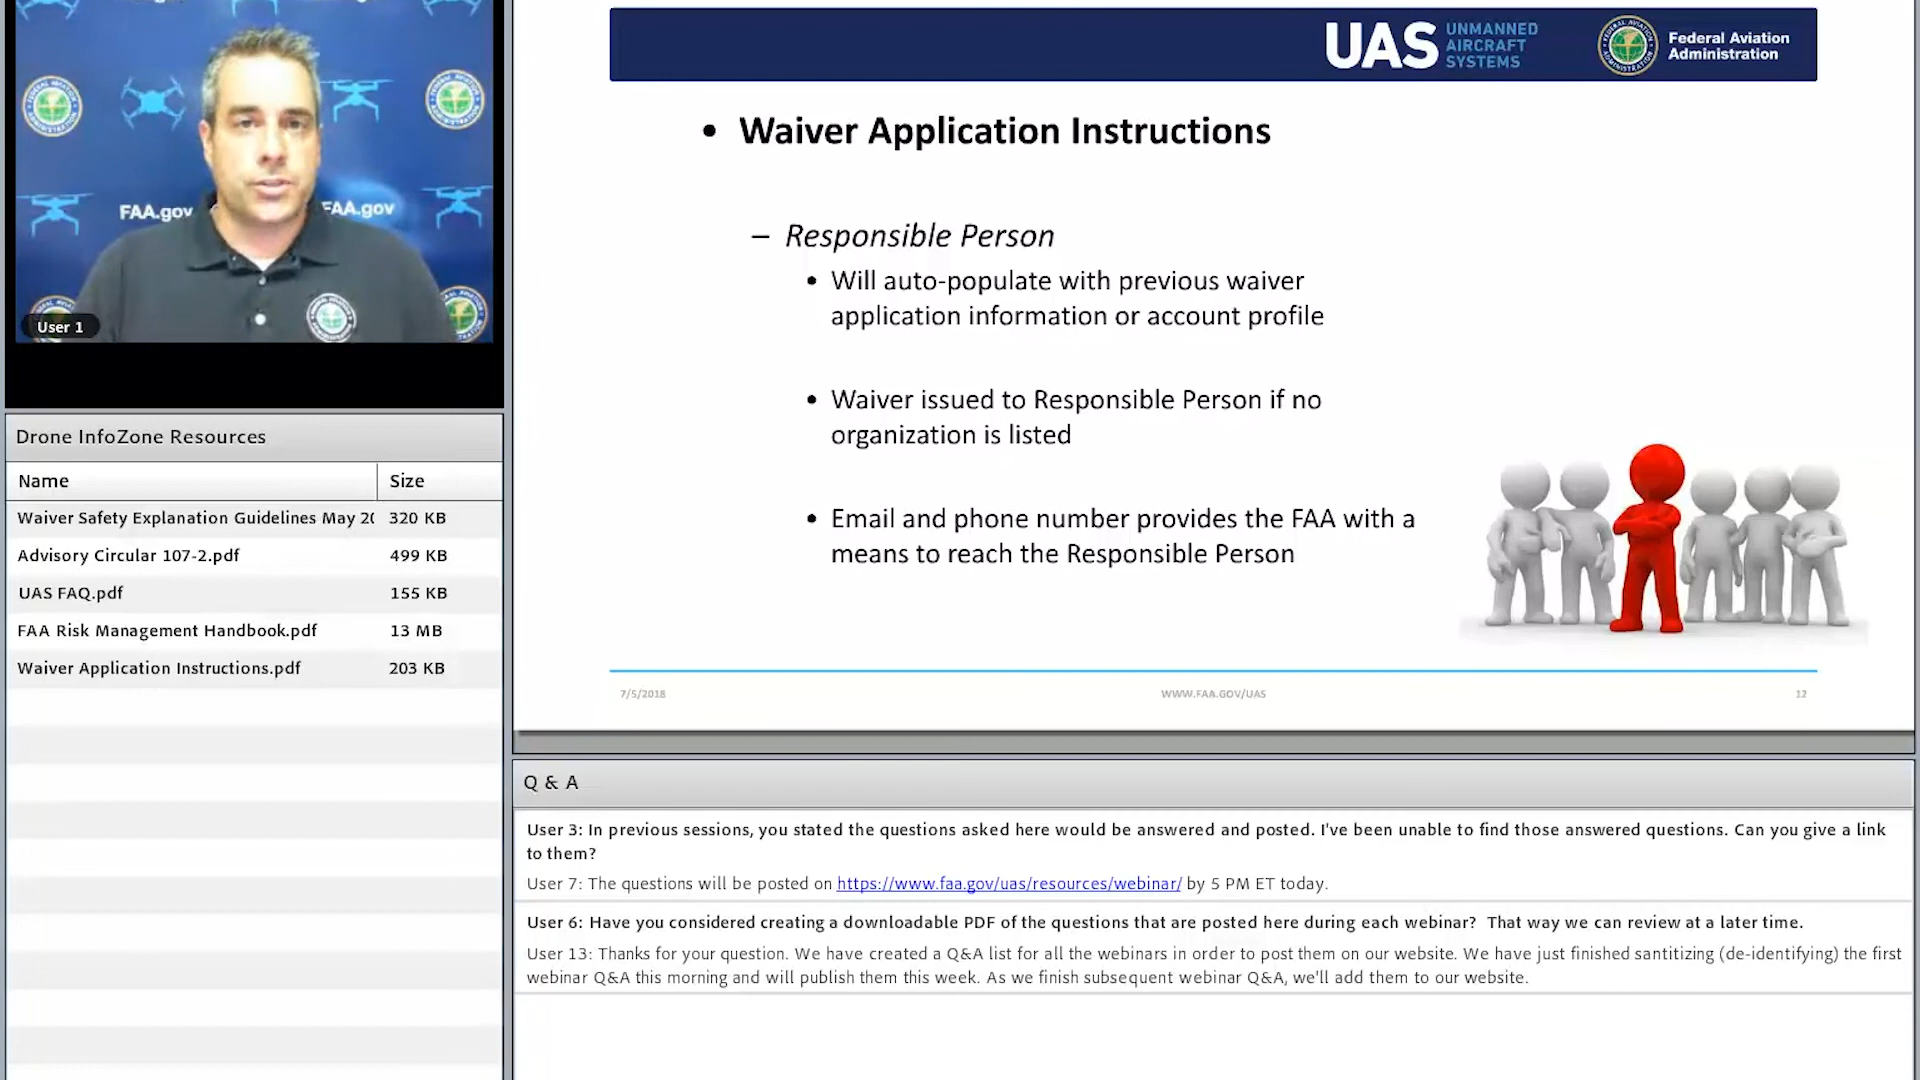 FAA.gov
FAA.gov
User 1
Drone InfoZone Resources
Name Size
Waiver Safety Explanation Guidelines May 20 320 KB
Advisory Circular 107-2.pdf 499 KB
UAS FAQ.pdf 155 KB
FAA Risk Management Handbook.pdf 13 MB
Waiver Application Instructions.pdf 203 KB
UAS UNMANNED
AIRCRAFT
SYSTEMS
Federal Aviation
Administration
• Waiver Application Instructions
– Responsible Person
• Will auto-populate with previous waiver
application information or account profile
• Waiver issued to Responsible Person if no
organization is listed
• Email and phone number provides the FAA with a
means to reach the Responsible Person
7/5/2018 WWW.FAA.GOV/UAS 12
Q & A
User 3: In previous sessions, you stated the questions asked here would be answered and posted. I've been unable to find those answered questions. Can you give a link
to them?
User 7: The questions will be posted on https://www.faa.gov/uas/resources/webinar/ by 5 PM ET today.
User 6: Have you considered creating a downloadable PDF of the questions that are posted here during each webinar? That way we can review at a later time.
User 13: Thanks for your question. We have created a Q&A list for all the webinars in order to post them on our website. We have just finished santitizing (de-identifying) the first
webinar Q&A this morning and will publish them this week. As we finish subsequent webinar Q&A, we'll add them to our website.